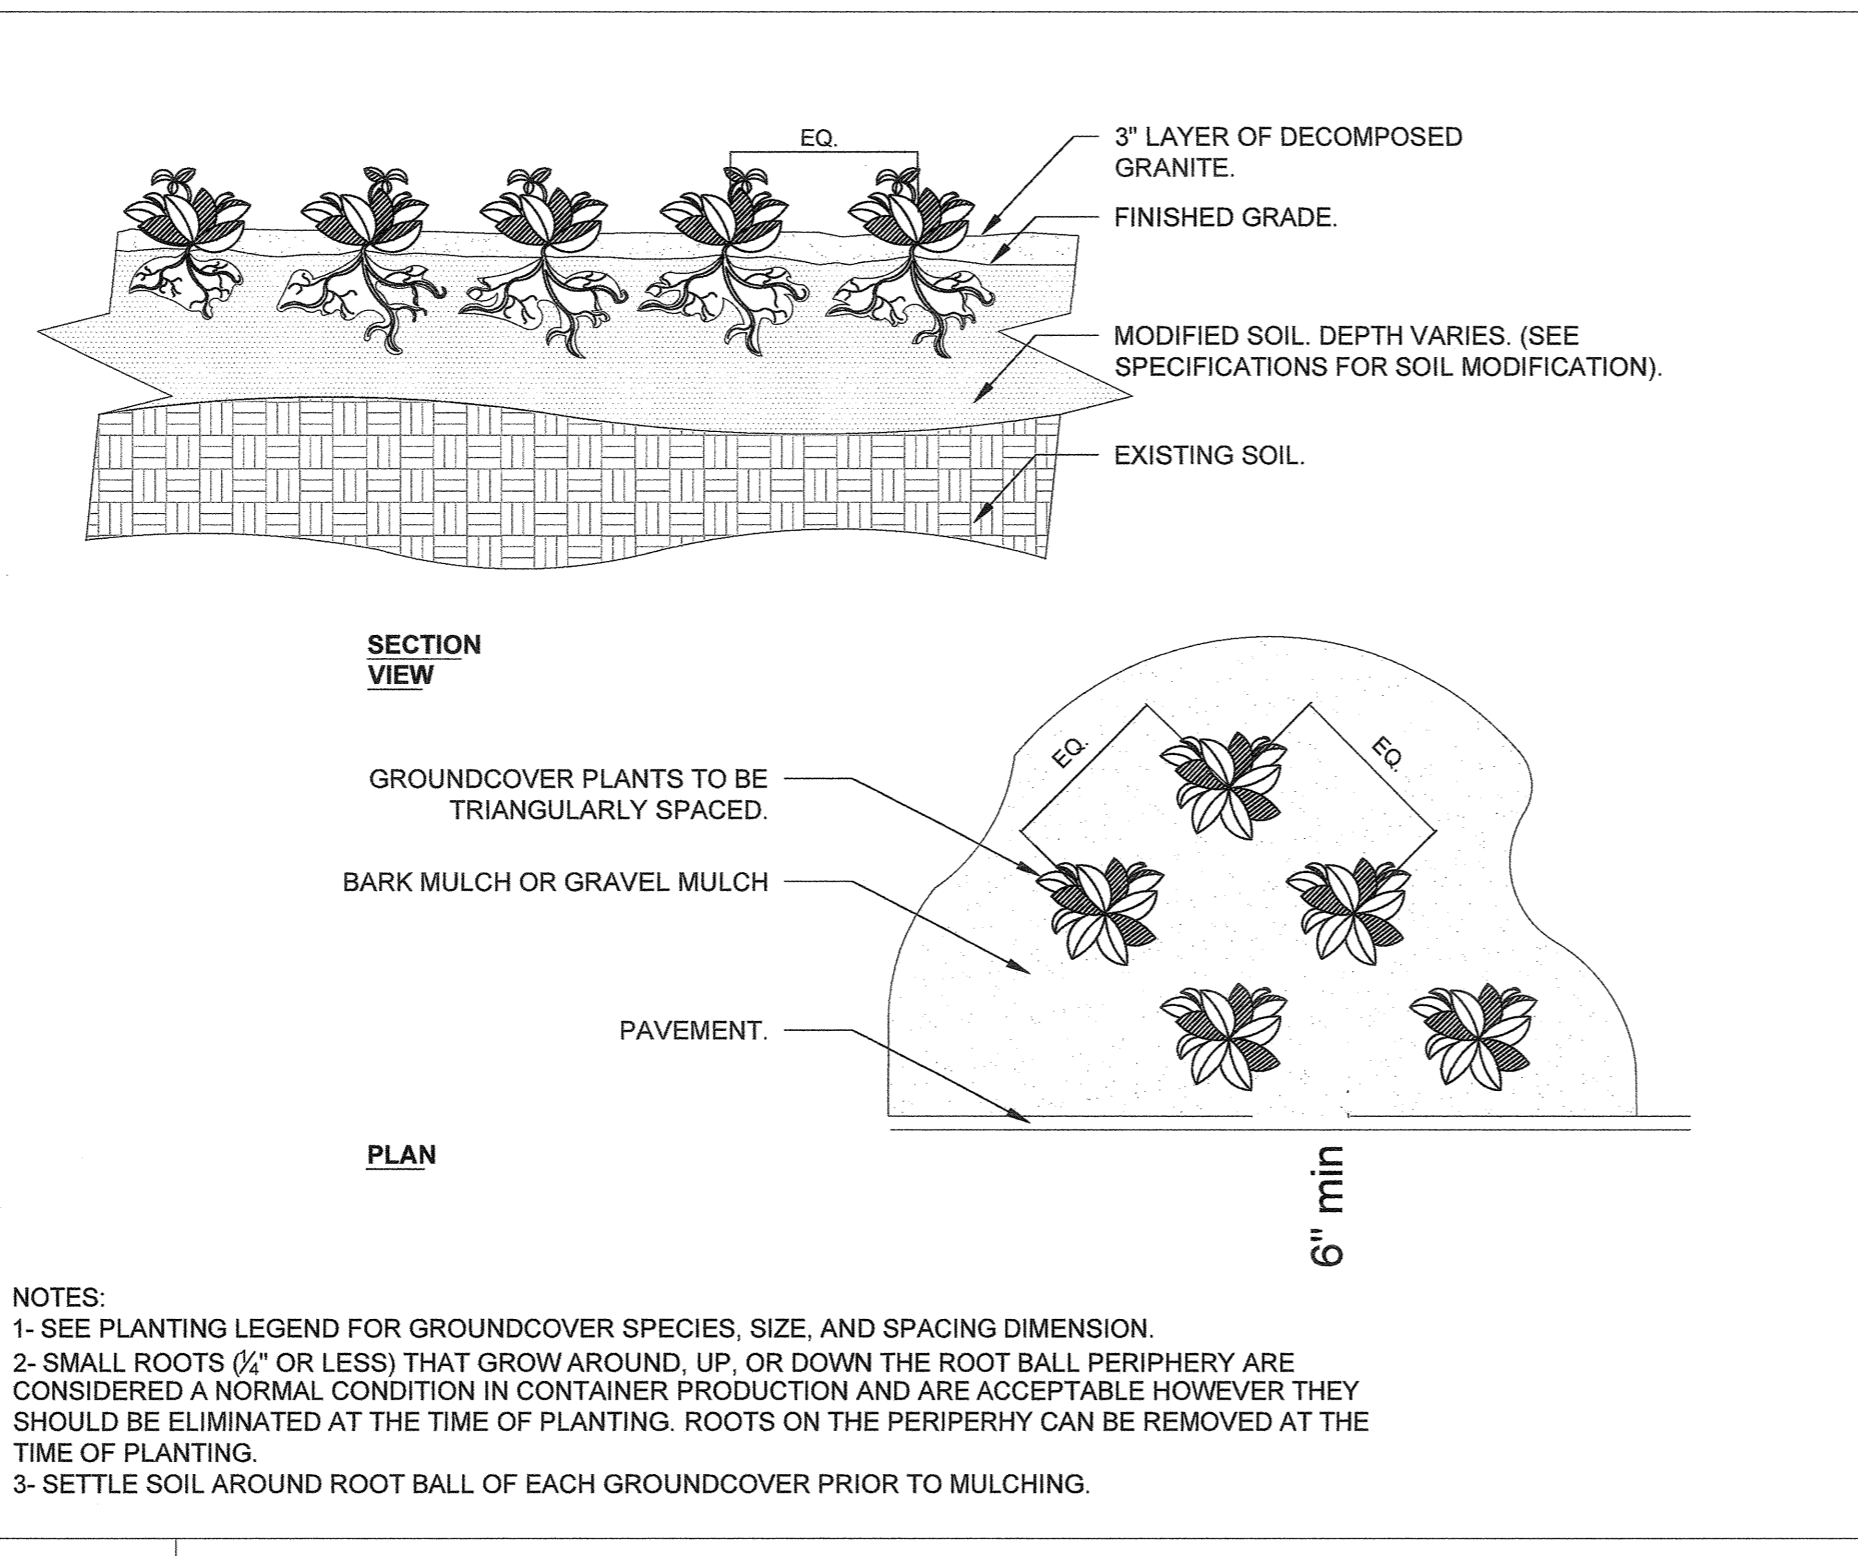 EQ.
3" LAYER OF DECOMPOSED
GRANITE.
FINISHED GRADE.
MODIFIED SOIL. DEPTH VARIES. (SEE
SPECIFICATIONS FOR SOIL MODIFICATION).
EXISTING SOIL.
SECTION
VIEW
EQ.
EQ.
GROUNDCOVER PLANTS TO BE
TRIANGULARLY SPACED.
BARK MULCH OR GRAVEL MULCH
PAVEMENT.
PLAN
6" min
NOTES:
1- SEE PLANTING LEGEND FOR GROUNDCOVER SPECIES, SIZE, AND SPACING DIMENSION.
2- SMALL ROOTS (¼" OR LESS) THAT GROW AROUND, UP, OR DOWN THE ROOT BALL PERIPHERY ARE
CONSIDERED A NORMAL CONDITION IN CONTAINER PRODUCTION AND ARE ACCEPTABLE HOWEVER THEY
SHOULD BE ELIMINATED AT THE TIME OF PLANTING. ROOTS ON THE PERIPERHY CAN BE REMOVED AT THE
TIME OF PLANTING.
3- SETTLE SOIL AROUND ROOT BALL OF EACH GROUNDCOVER PRIOR TO MULCHING.